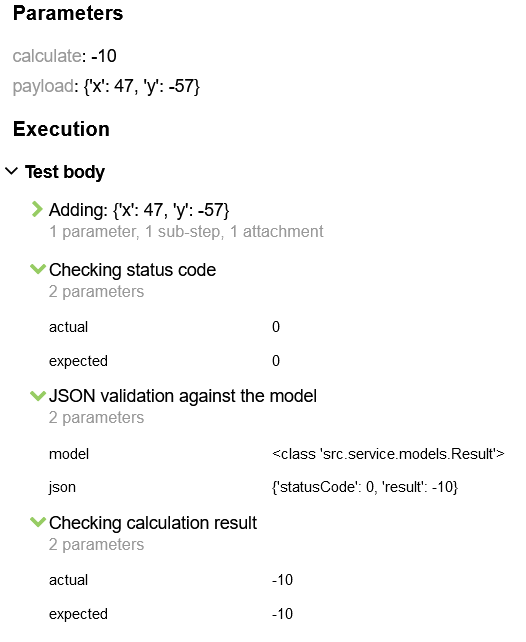 Parameters
calculate: -10
payload: {'x': 47, 'y': -57}
Execution
Test body
Adding: {'x': 47, 'y': -57}
1 parameter, 1 sub-step, 1 attachment
Checking status code
2 parameters
actual 0
expected 0
JSON validation against the model
2 parameters
model <class 'src.service.models.Result'>
json {'statusCode': 0, 'result': -10}
Checking calculation result
2 parameters
actual -10
expected -10